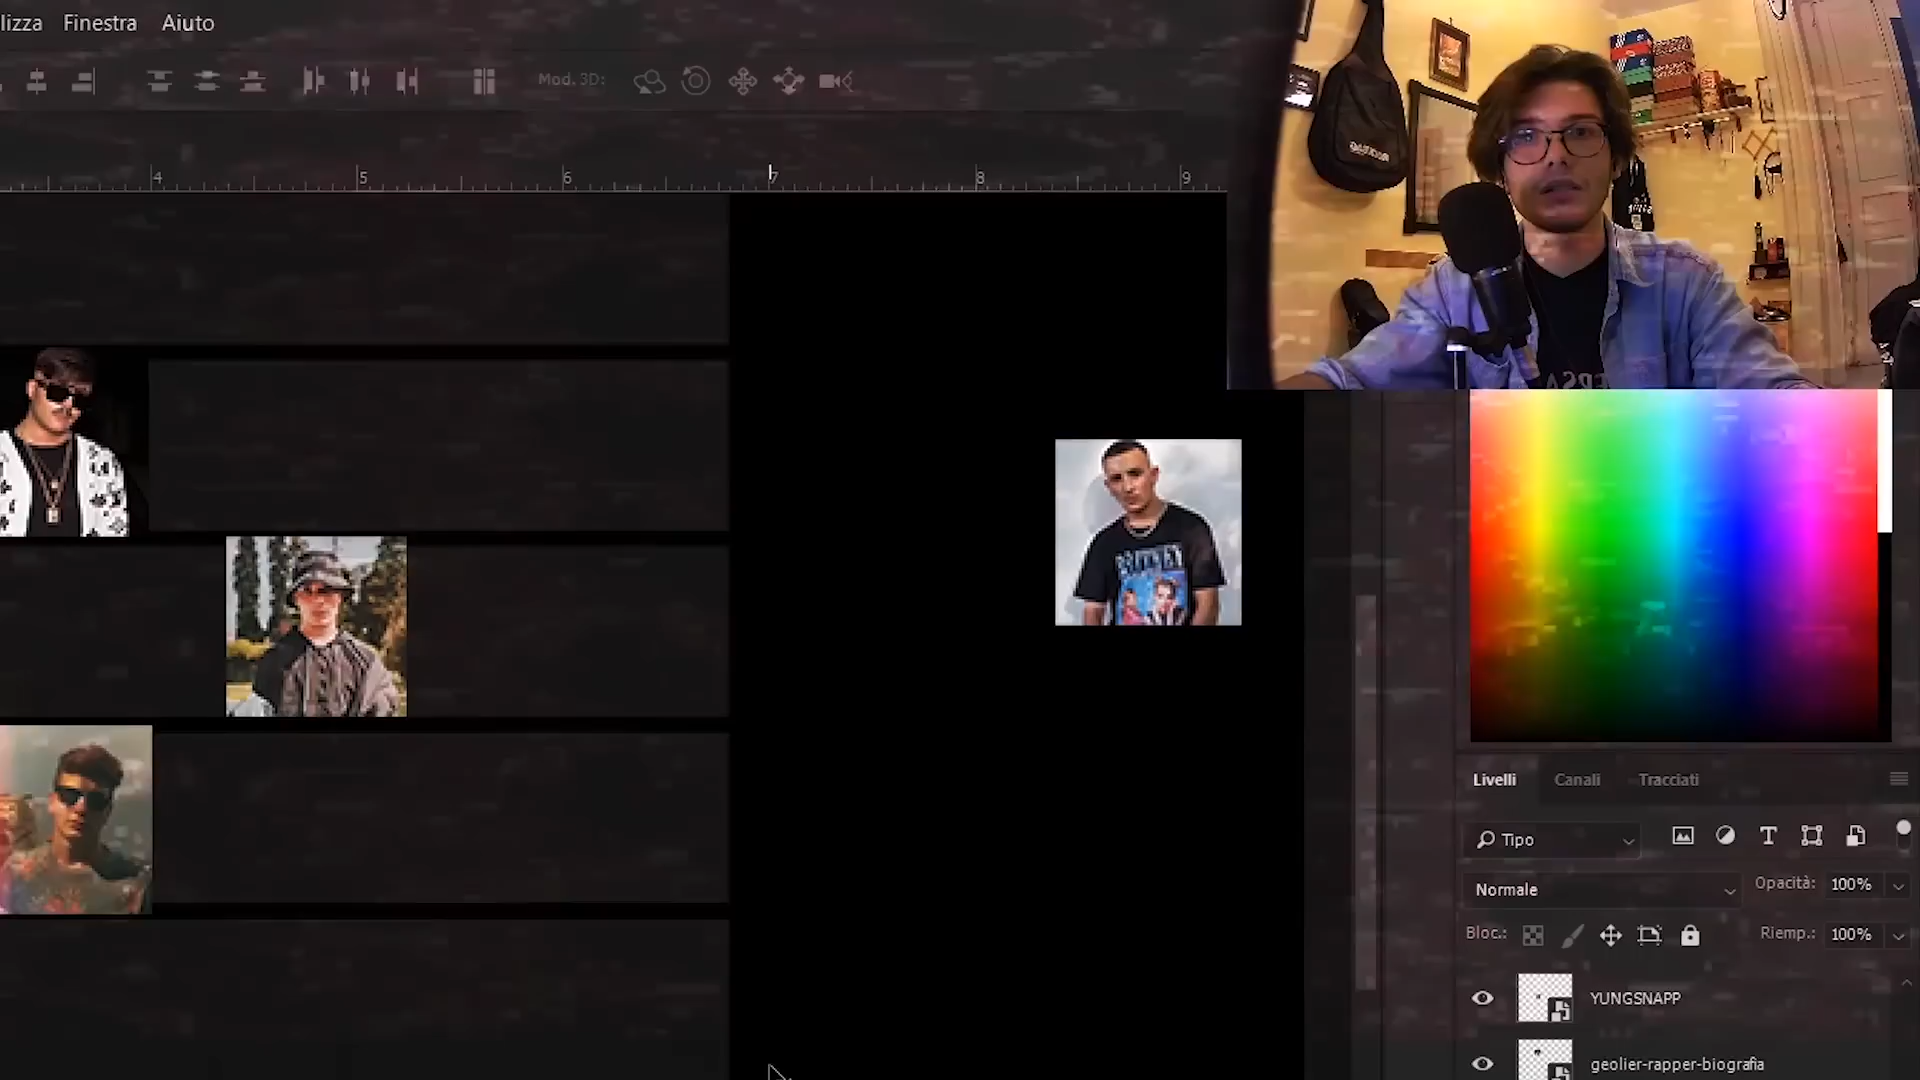 lizza Finestra Aiuto
Mod. 3D:
4 5 6 7 8 9
Livelli Canali Tracciati
Tipo
Normale Opacità: 100%
Bloc.: Riemp.: 100%
YUNGSNAPP
geolier-rapper-biografia